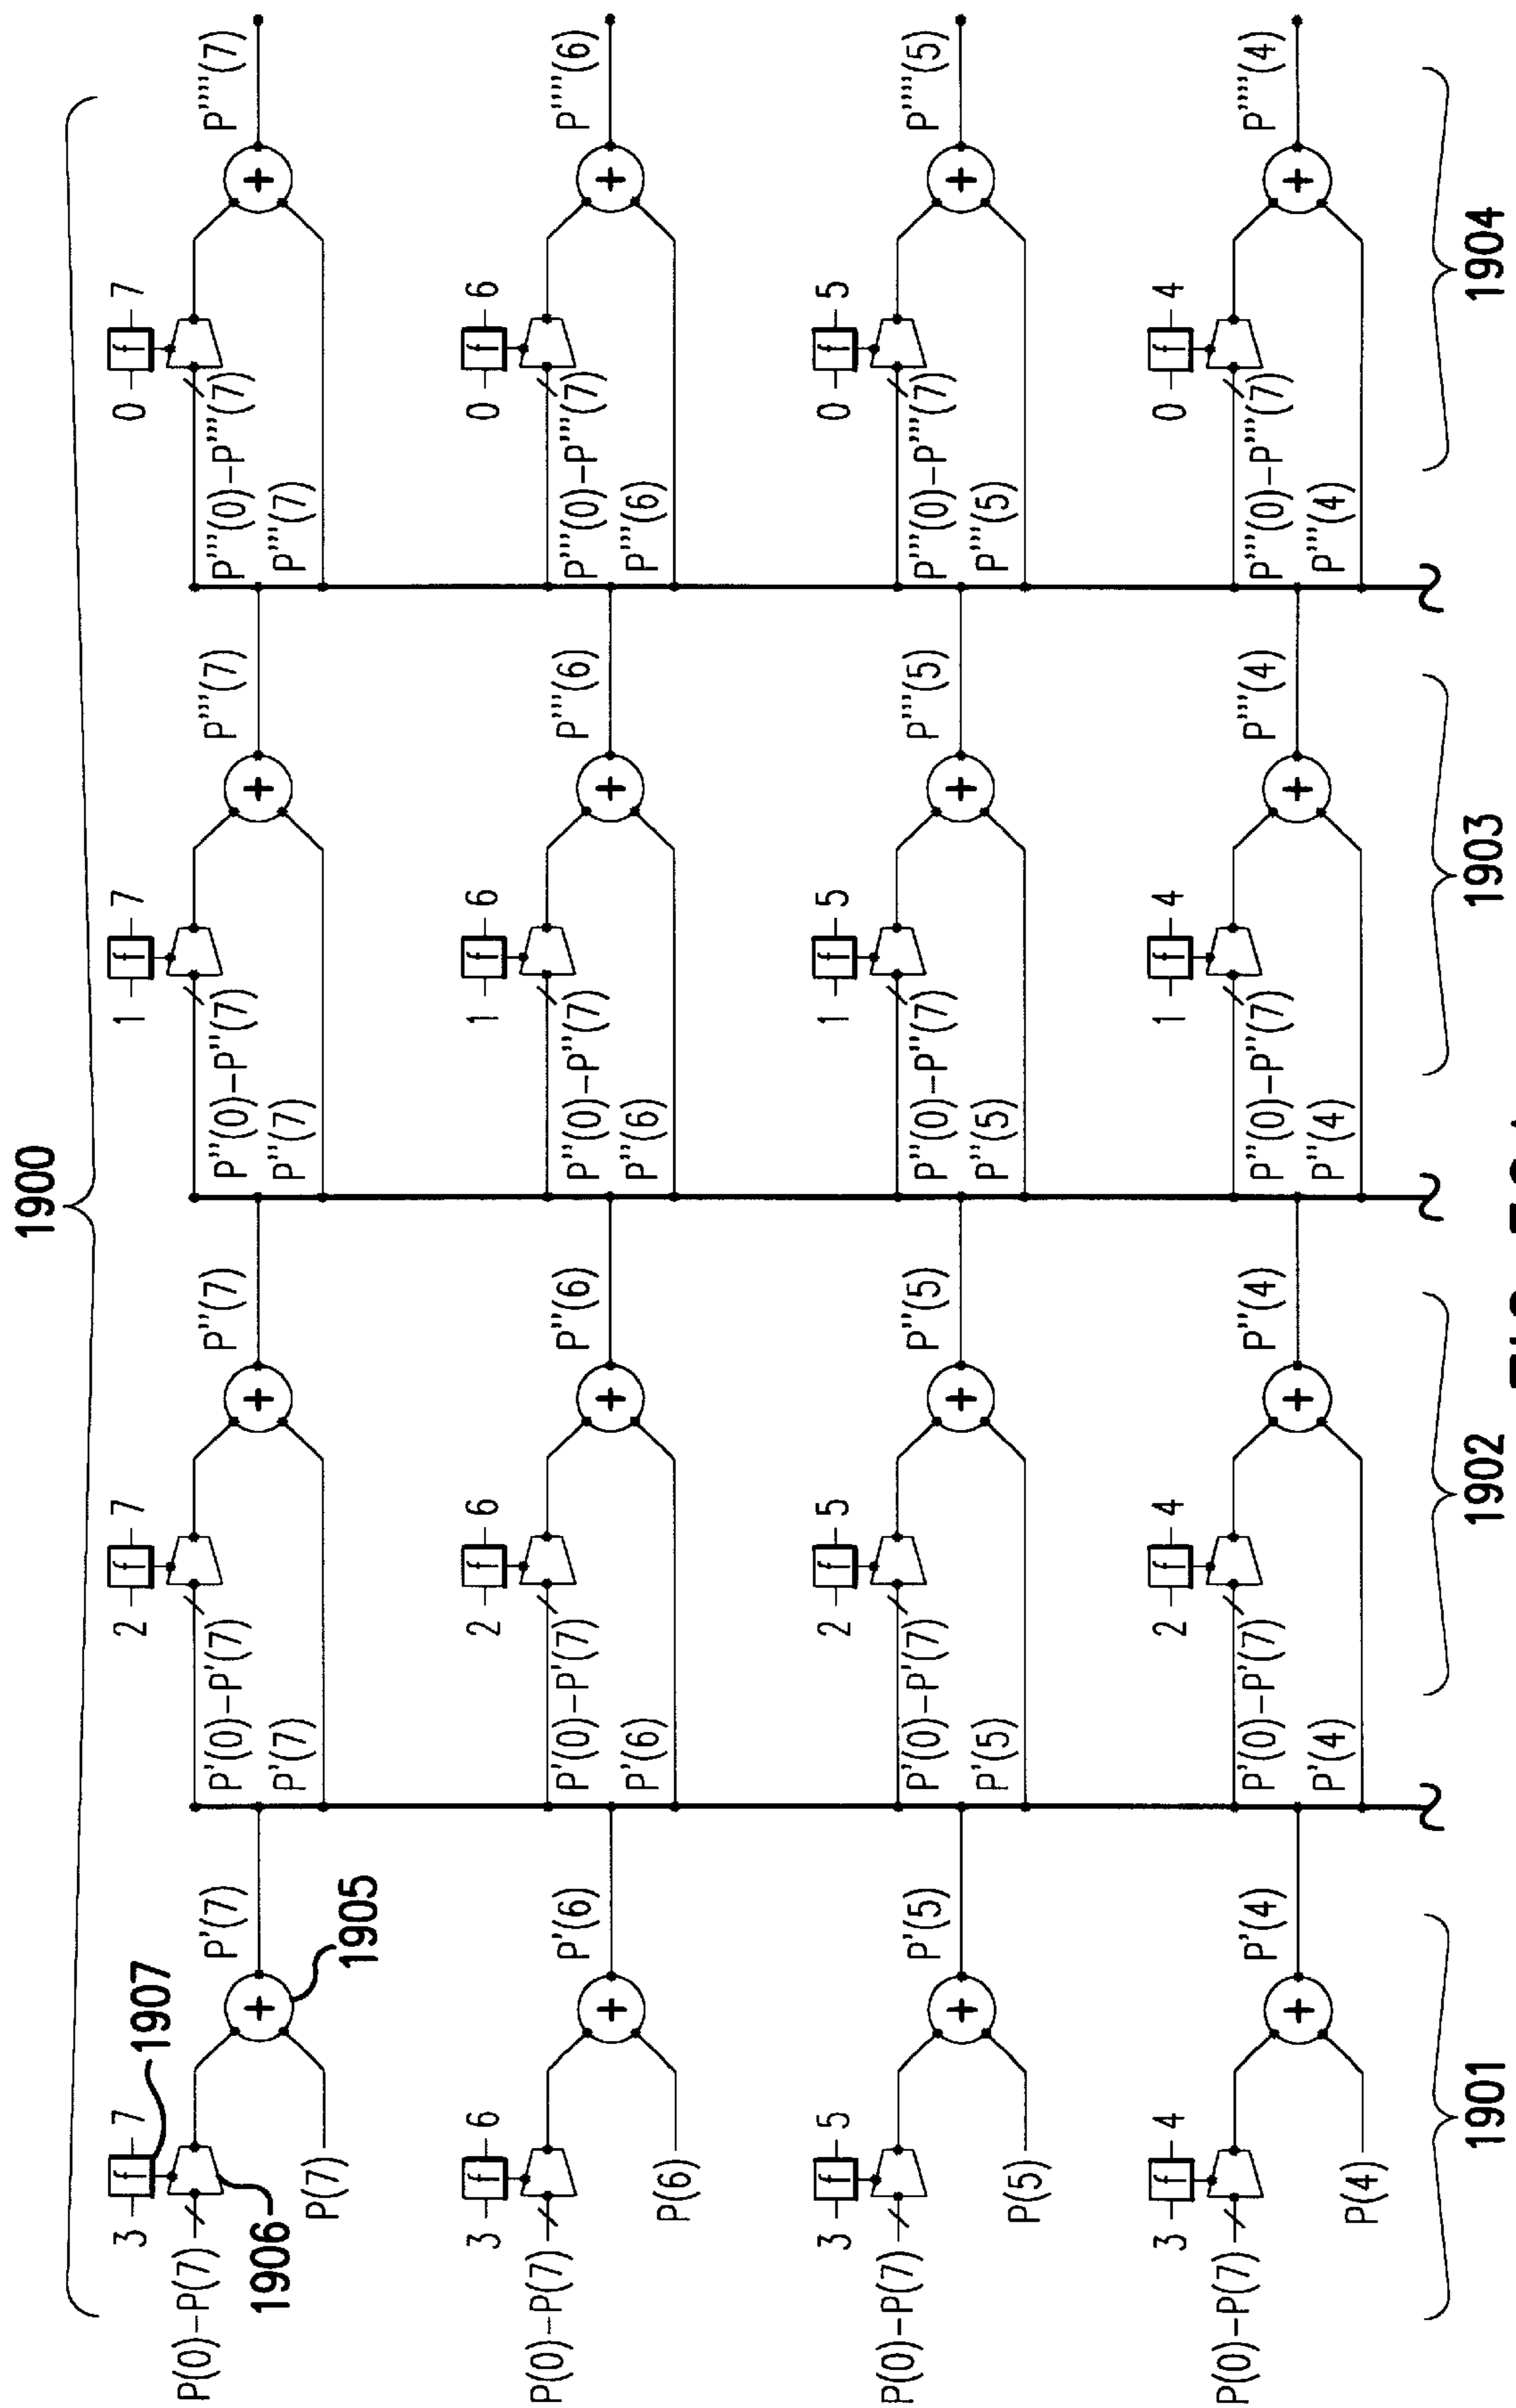 1900
3 f 7 1907
2 f 7
1 f 7
0 f 7
P(0)-P(7)
1906
P(7)
1905
P'(7)
P'(0)-P'(7)
P'(7)
+
P''(7)
P''(0)-P''(7)
P''(7)
+
P'''(7)
P'''(0)-P'''(7)
P'''(7)
+
P''''(7)
+
3 f 6
2 f 6
1 f 6
0 f 6
P(0)-P(7)
P(6)
+
P'(6)
P'(0)-P'(7)
P'(6)
+
P''(6)
P''(0)-P''(7)
P''(6)
+
P'''(6)
P'''(0)-P'''(7)
P'''(6)
+
P''''(6)
3 f 5
2 f 5
1 f 5
0 f 5
P(0)-P(7)
P(5)
+
P'(5)
P'(0)-P'(7)
P'(5)
+
P''(5)
P''(0)-P''(7)
P''(5)
+
P'''(5)
P'''(0)-P'''(7)
P'''(5)
+
P''''(5)
3 f 4
2 f 4
1 f 4
0 f 4
P(0)-P(7)
P(4)
+
P'(4)
P'(0)-P'(7)
P'(4)
+
P''(4)
P''(0)-P''(7)
P''(4)
+
P'''(4)
P'''(0)-P'''(7)
P'''(4)
+
P''''(4)
1901
1902
1903
1904